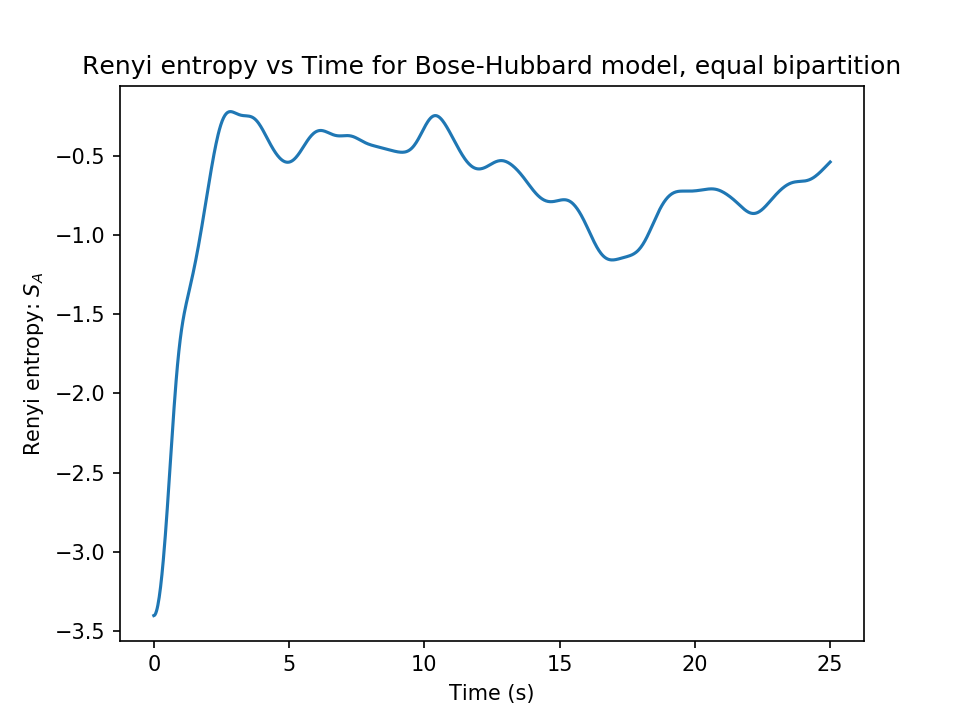 Renyi entropy vs Time for Bose-Hubbard model, equal bipartition
Renyi entropy: S_A
−0.5
−1.0
−1.5
−2.0
−2.5
−3.0
−3.5
0 5 10 15 20 25
Time (s)